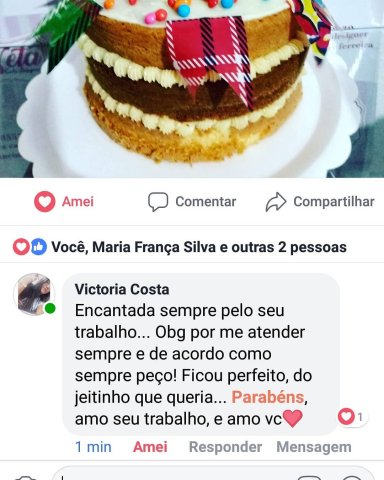 designer
ferreira
Amei
Comentar
Compartilhar
Você, Maria França Silva e outras 2 pessoas
Victoria Costa
Encantada sempre pelo seu
trabalho... Obg por me atender
sempre e de acordo como
sempre peço! Ficou perfeito, do
jeitinho que queria... Parabéns,
amo seu trabalho, e amo vc
1
1 min Amei Responder Mensagem